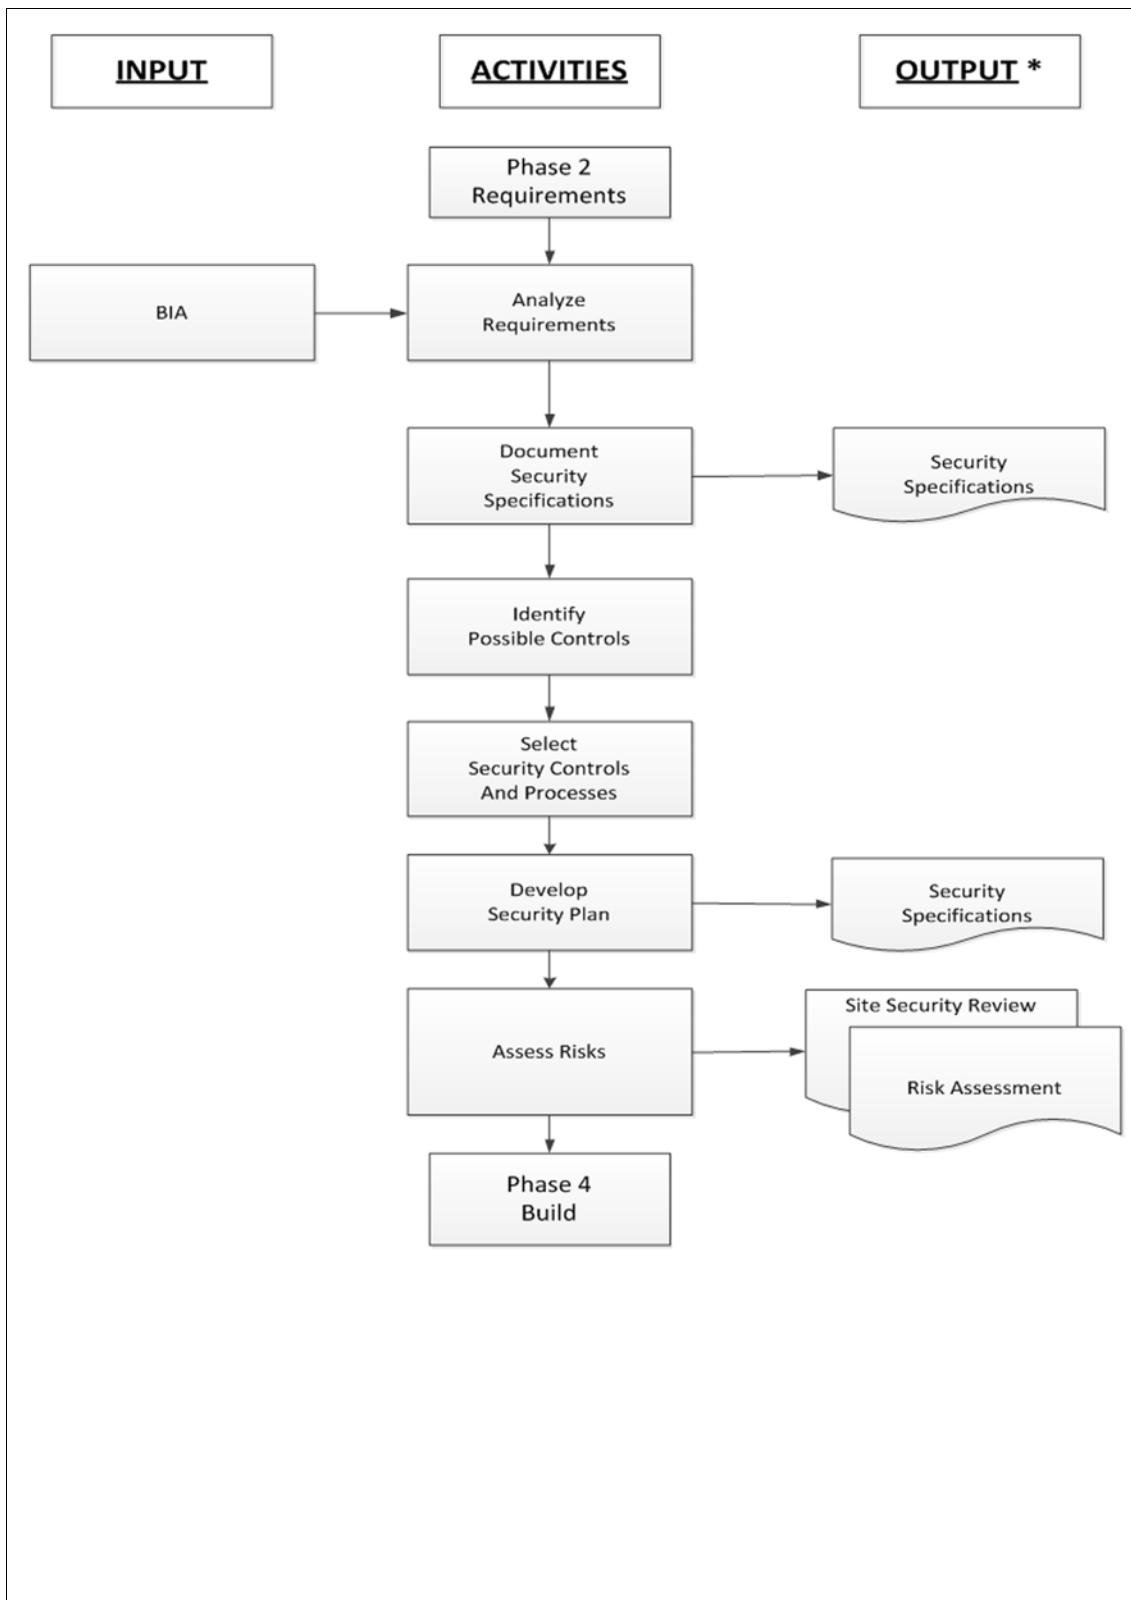 INPUT
ACTIVITIES
OUTPUT *
Phase 2
Requirements
BIA
Analyze
Requirements
Document
Security
Specifications
Security
Specifications
Identify
Possible Controls
Select
Security Controls
And Processes
Develop
Security Plan
Security
Specifications
Assess Risks
Site Security Review
Risk Assessment
Phase 4
Build